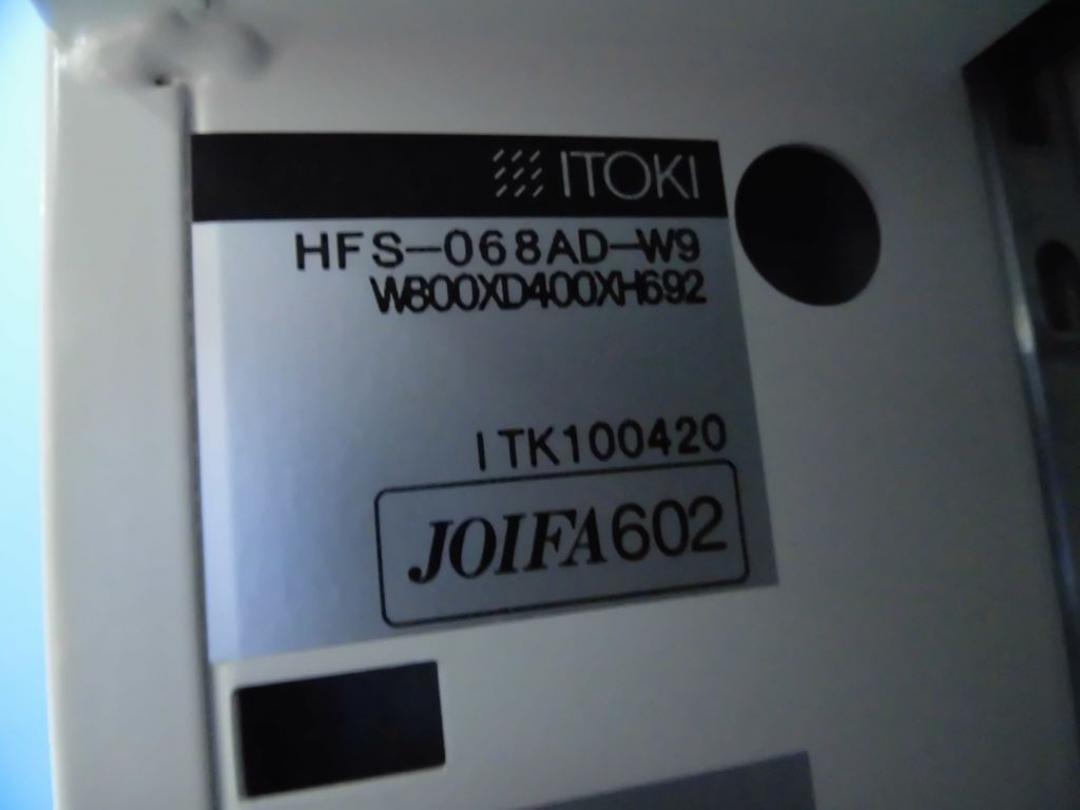 ITOKI
HFS-068AD-W9
W800XD400XH692
ITK100420
JOIFA602